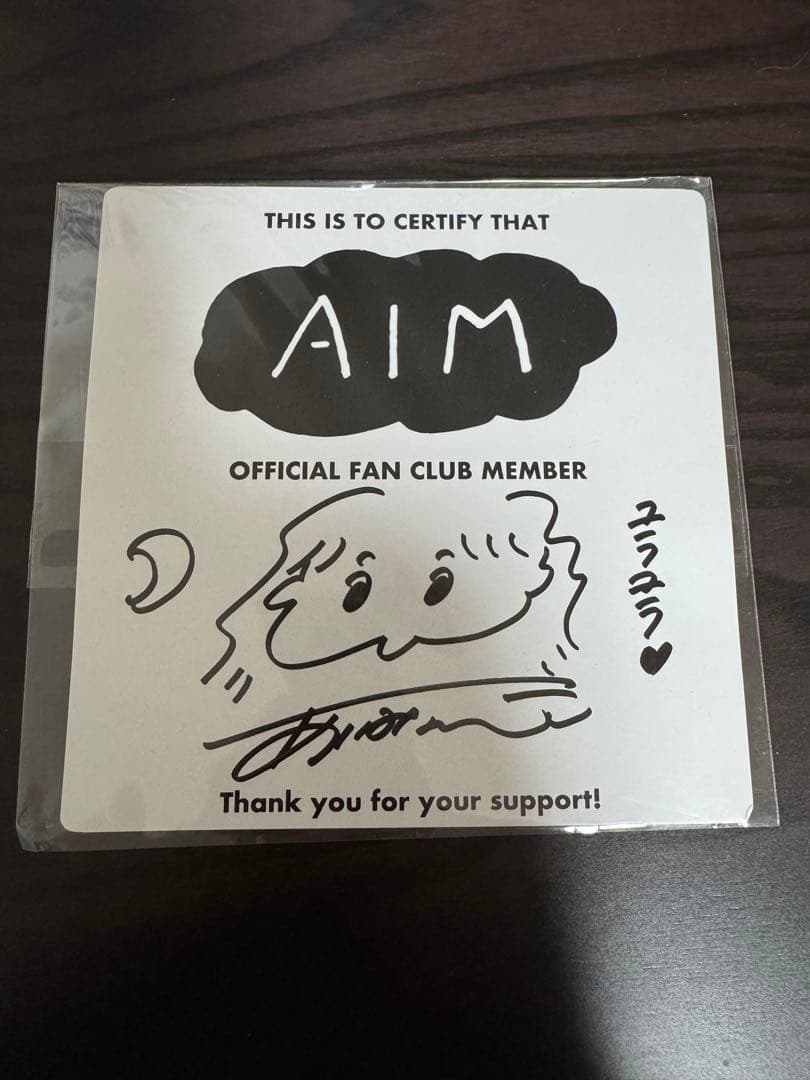 THIS IS TO CERTIFY THAT
AIM
OFFICIAL FAN CLUB MEMBER
ユラユラ♥
Thank you for your support!